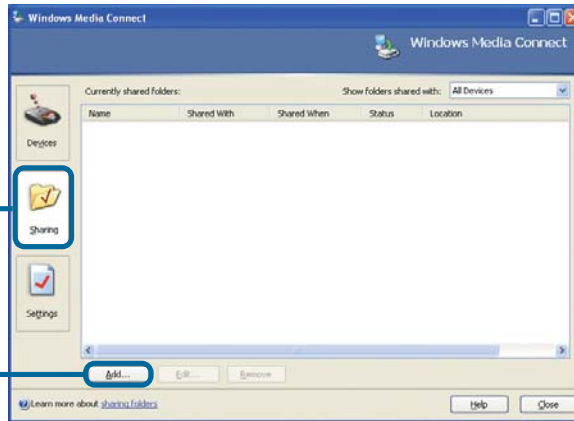 Windows Media Connect
Windows Media Connect
Currently shared folders:
Show folders shared with: All Devices
Name Shared With Shared When Status Location
Devices
Sharing
Settings
Add... Edit... Remove
Learn more about sharing folders
Help Close